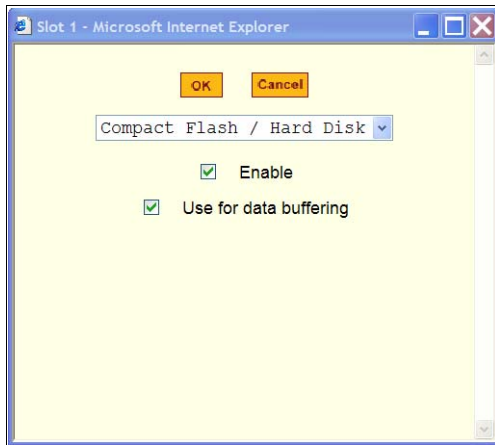 Slot 1 - Microsoft Internet Explorer
OK Cancel
Compact Flash / Hard Disk
Enable
Use for data buffering